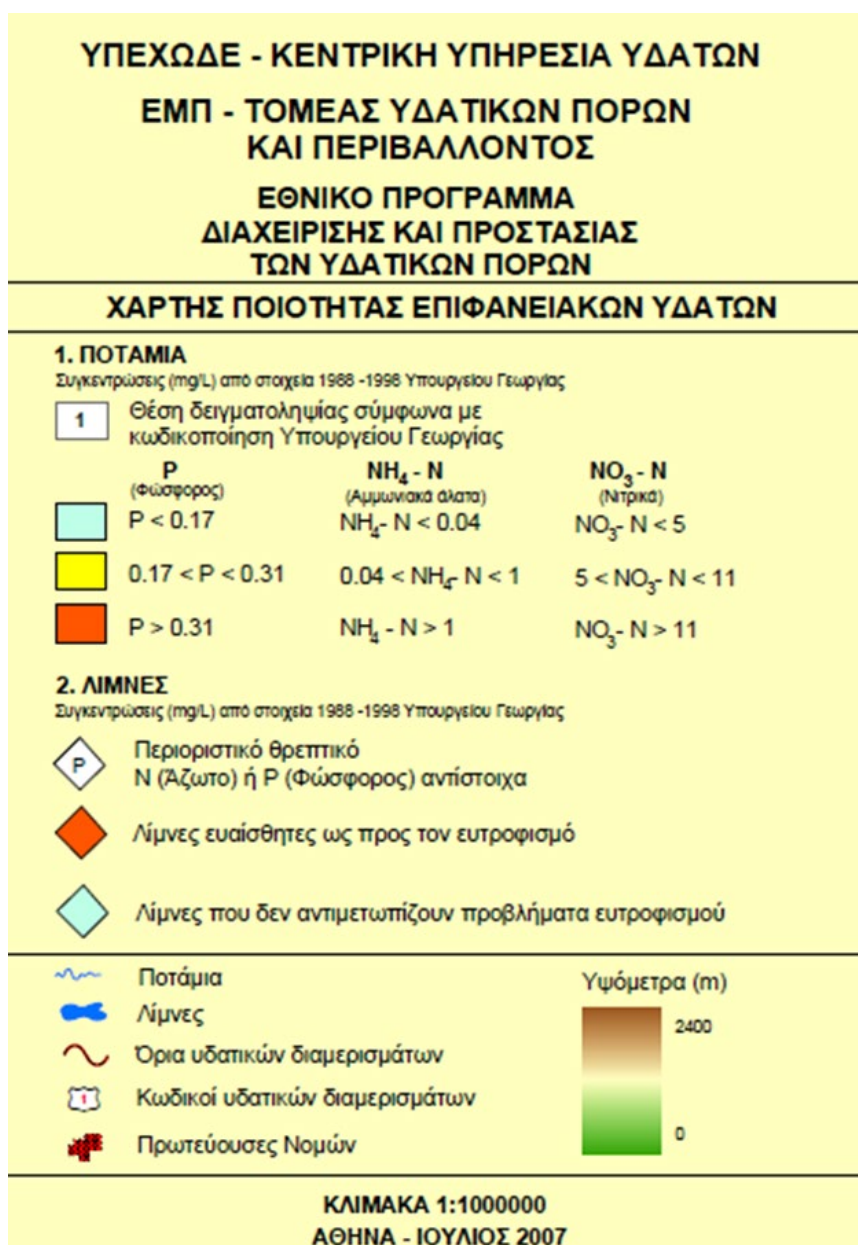 ΥΠΕΧΩΔΕ - ΚΕΝΤΡΙΚΗ ΥΠΗΡΕΣΙΑ ΥΔΑΤΩΝ
ΕΜΠ - ΤΟΜΕΑΣ ΥΔΑΤΙΚΩΝ ΠΟΡΩΝ
ΚΑΙ ΠΕΡΙΒΑΛΛΟΝΤΟΣ
ΕΘΝΙΚΟ ΠΡΟΓΡΑΜΜΑ
ΔΙΑΧΕΙΡΙΣΗΣ ΚΑΙ ΠΡΟΣΤΑΣΙΑΣ
ΤΩΝ ΥΔΑΤΙΚΩΝ ΠΟΡΩΝ
ΧΑΡΤΗΣ ΠΟΙΟΤΗΤΑΣ ΕΠΙΦΑΝΕΙΑΚΩΝ ΥΔΑΤΩΝ
1. ΠΟΤΑΜΙΑ
Συγκεντρώσεις (mg/L) από στοιχεία 1988 -1998 Υπουργείου Γεωργίας
1 Θέση δειγματοληψίας σύμφωνα με
κωδικοποίηση Υπουργείου Γεωργίας
P NH₄ - N NO₃ - N
(Φώσφορος) (Αμμωνιακά άλατα) (Νιτρικά)
P < 0.17 NH₄- N < 0.04 NO₃- N < 5
0.17 < P < 0.31 0.04 < NH₄- N < 1 5 < NO₃- N < 11
P > 0.31 NH₄ - N > 1 NO₃- N > 11
2. ΛΙΜΝΕΣ
Συγκεντρώσεις (mg/L) από στοιχεία 1988 -1998 Υπουργείου Γεωργίας
P Περιοριστικό θρεπτικό
Ν (Άζωτο) ή P (Φώσφορος) αντίστοιχα
Λίμνες ευαίσθητες ως προς τον ευτροφισμό
Λίμνες που δεν αντιμετωπίζουν προβλήματα ευτροφισμού
Ποτάμια
Λίμνες
Όρια υδατικών διαμερισμάτων
1 Κωδικοί υδατικών διαμερισμάτων
Πρωτεύουσες Νομών
Υψόμετρα (m)
2400
0
ΚΛΙΜΑΚΑ 1:1000000
ΑΘΗΝΑ - ΙΟΥΛΙΟΣ 2007